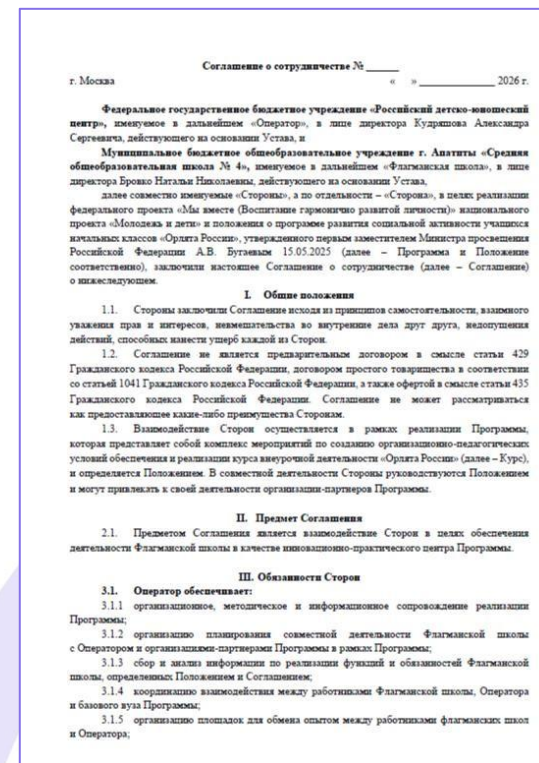 Соглашение о сотрудничестве № ______
г. Москва « » ______________ 2026 г.
Федеральное государственное бюджетное учреждение «Российский детско-юношеский
центр», именуемое в дальнейшем «Оператор», в лице директора Кудряшова Александра
Сергеевича, действующего на основании Устава, и
Муниципальное бюджетное общеобразовательное учреждение г. Апатиты «Средняя
общеобразовательная школа № 4», именуемое в дальнейшем «Флагманская школа», в лице
директора Бровко Натальи Николаевны, действующего на основании Устава,
далее совместно именуемые «Стороны», а по отдельности – «Сторона», в целях реализации
федерального проекта «Мы вместе (Воспитание гармонично развитой личности)» национального
проекта «Молодежь и дети» и положения о программе развития социальной активности учащихся
начальных классов «Орлята России», утвержденного первым заместителем Министра просвещения
Российской Федерации А.В. Бугаевым 15.05.2025 (далее – Программа и Положение
соответственно), заключили настоящее Соглашение о сотрудничестве (далее – Соглашение)
о нижеследующем.
I. Общие положения
1.1. Стороны заключили Соглашение исходя из принципов самостоятельности, взаимного
уважения прав и интересов, невмешательства во внутренние дела друг друга, недопущения
действий, способных нанести ущерб каждой из Сторон.
1.2. Соглашение не является предварительным договором в смысле статьи 429
Гражданского кодекса Российской Федерации, договором простого товарищества в соответствии
со статьей 1041 Гражданского кодекса Российской Федерации, а также офертой в смысле статьи 435
Гражданского кодекса Российской Федерации. Соглашение не может рассматриваться
как предоставляющее какие-либо преимущества Сторонам.
1.3. Взаимодействие Сторон осуществляется в рамках реализации Программы,
которая представляет собой комплекс мероприятий по созданию организационно-педагогических
условий обеспечения и реализации курса внеурочной деятельности «Орлята России» (далее – Курс),
и определяется Положением. В совместной деятельности Стороны руководствуются Положением
и могут привлекать к своей деятельности организации-партнеров Программы.
II. Предмет Соглашения
2.1. Предметом Соглашения является взаимодействие Сторон в целях обеспечения
деятельности Флагманской школы в качестве инновационно-практического центра Программы.
III. Обязанности Сторон
3.1. Оператор обеспечивает:
3.1.1 организационное, методическое и информационное сопровождение реализации
Программы;
3.1.2 организацию планирования совместной деятельности Флагманской школы
с Оператором и организациями-партнерами Программы в рамках Программы;
3.1.3 сбор и анализ информации по реализации функций и обязанностей Флагманской
школы, определенных Положением и Соглашением;
3.1.4 координацию взаимодействия между работниками Флагманской школы, Оператора
и базового вуза Программы;
3.1.5 организацию площадок для обмена опытом между работниками флагманских школ
и Оператора;